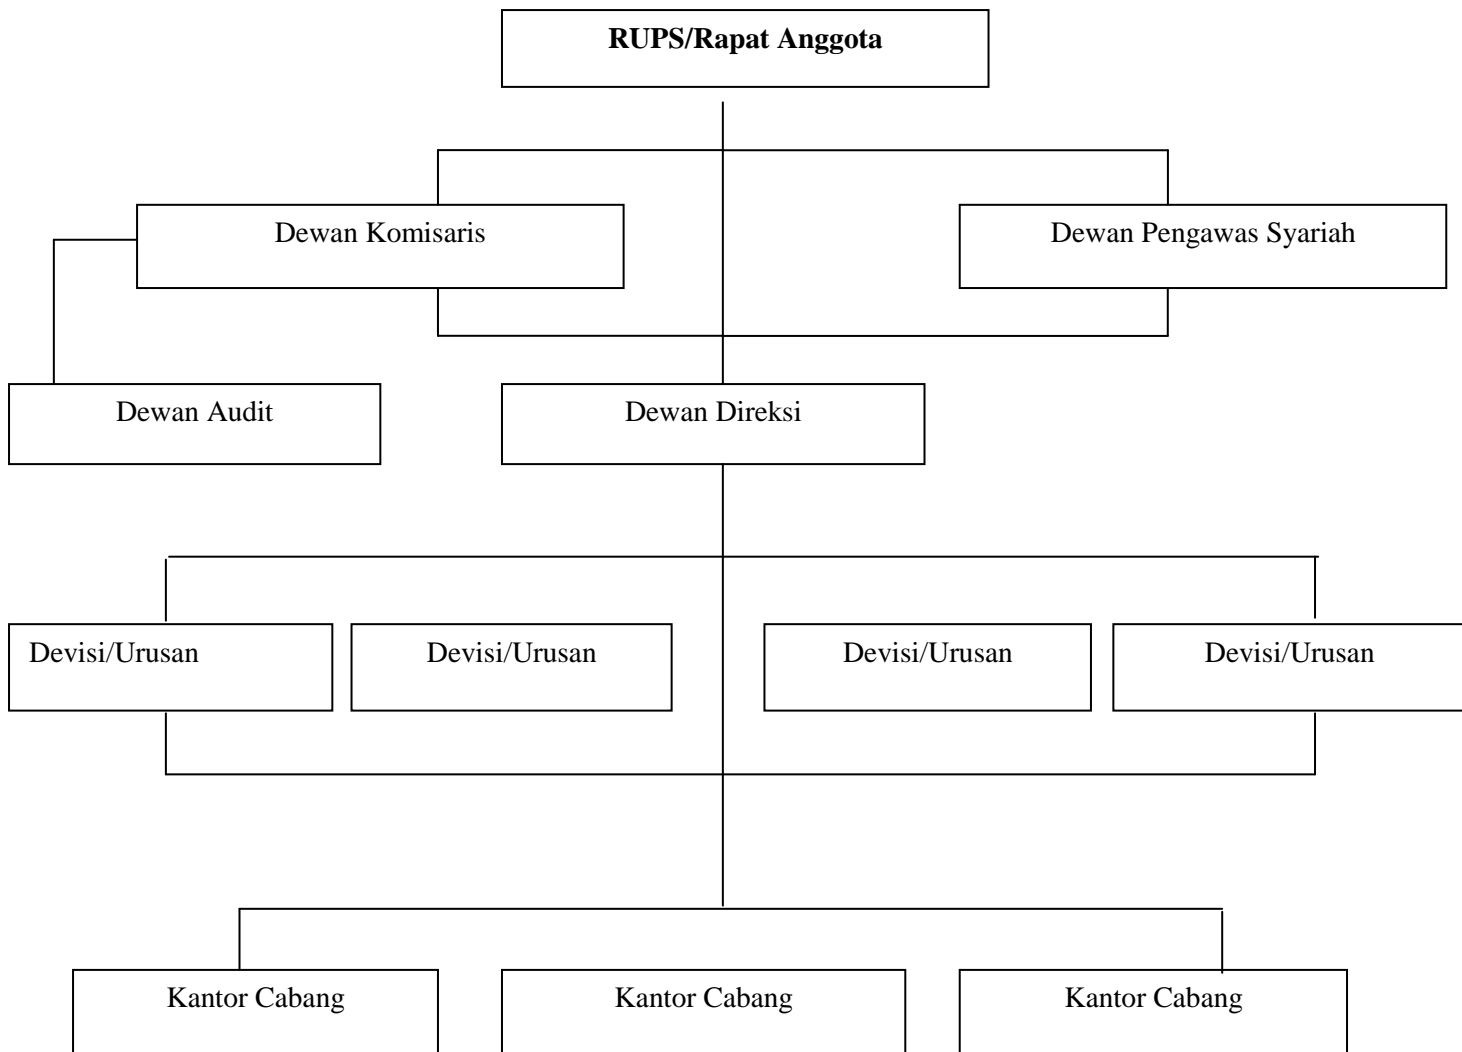 RUPS/Rapat Anggota
Dewan Komisaris
Dewan Pengawas Syariah
Dewan Audit
Dewan Direksi
Devisi/Urusan
Devisi/Urusan
Devisi/Urusan
Devisi/Urusan
Kantor Cabang
Kantor Cabang
Kantor Cabang